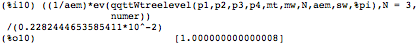 (%i10) ((1/aem)*ev(qqttWtreelevel(p1,p2,p3,p4,mt,mw,N,aem,sw,%pi),N = 3,
numer))
/(0.2282444653585411*10^-2)
(%o10) [1.000000000000008]